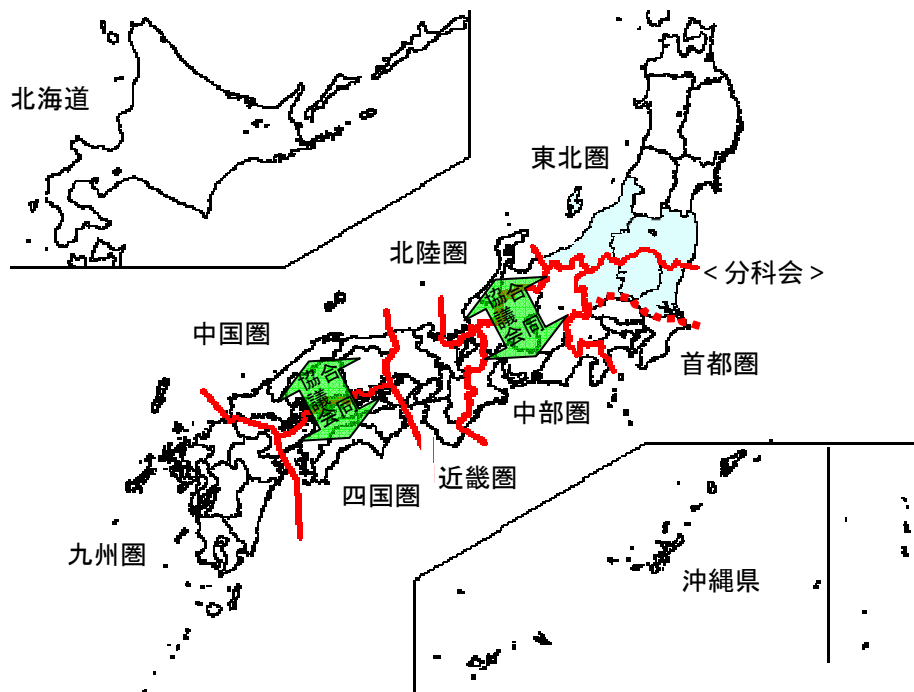 北海道
東北圏
北陸圏
<分科会>
協議会
合同
中国圏
首都圏
協議会
合同
中部圏
近畿圏
四国圏
九州圏
沖縄県